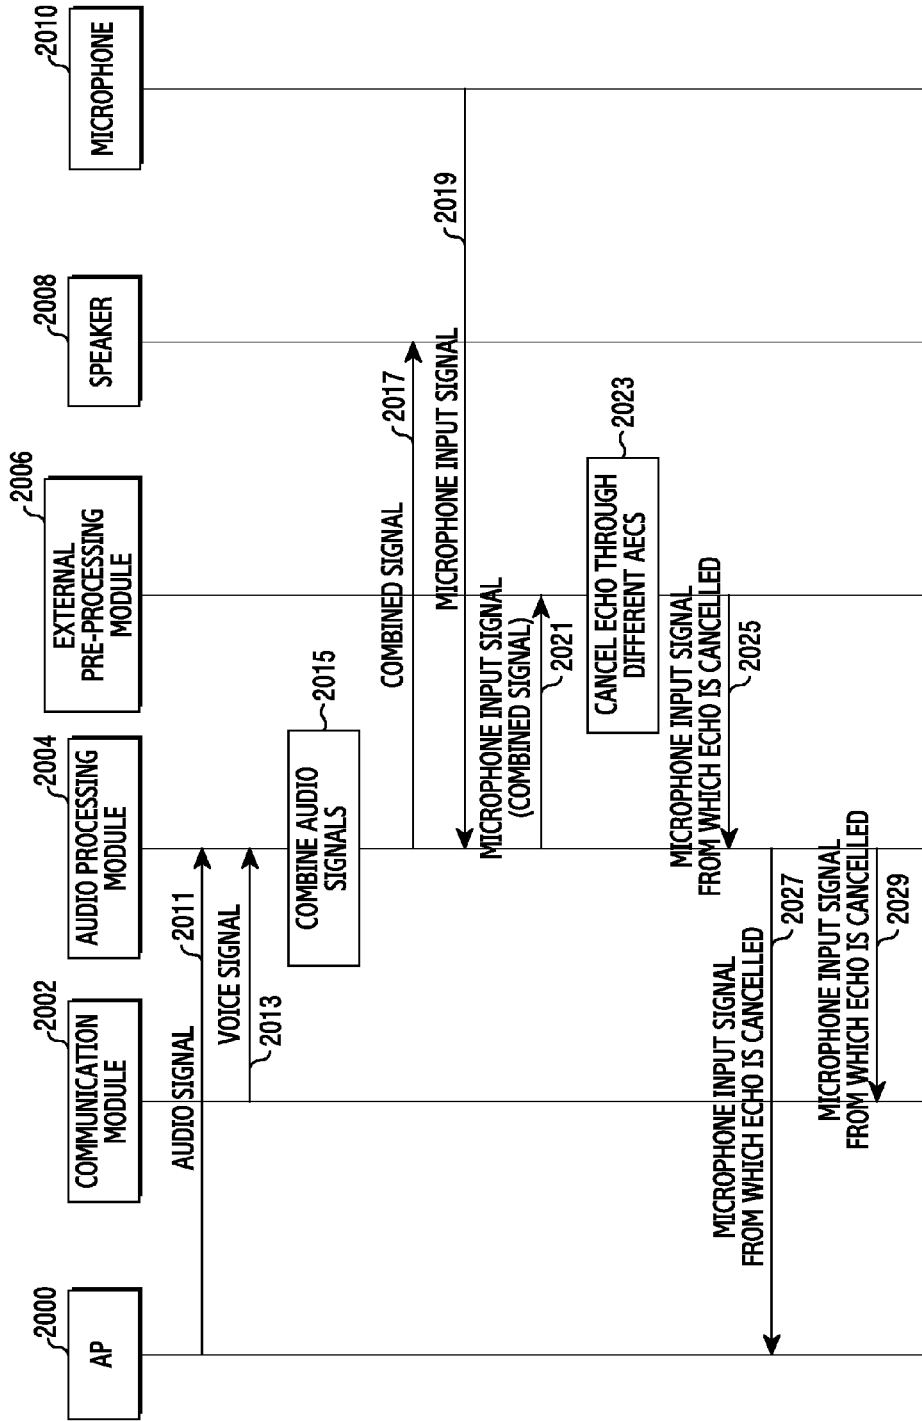 2000
AP
2002
COMMUNICATION
MODULE
2004
AUDIO PROCESSING
MODULE
2006
EXTERNAL
PRE-PROCESSING
MODULE
2008
SPEAKER
2010
MICROPHONE
AUDIO SIGNAL
2011
VOICE SIGNAL
2013
COMBINE AUDIO
SIGNALS
2015
COMBINED SIGNAL
2017
MICROPHONE INPUT SIGNAL
2019
MICROPHONE INPUT SIGNAL
(COMBINED SIGNAL)
2021
CANCEL ECHO THROUGH
DIFFERENT AECS
2023
MICROPHONE INPUT SIGNAL
FROM WHICH ECHO IS CANCELLED
2025
MICROPHONE INPUT SIGNAL
FROM WHICH ECHO IS CANCELLED
2027
MICROPHONE INPUT SIGNAL
FROM WHICH ECHO IS CANCELLED
2029